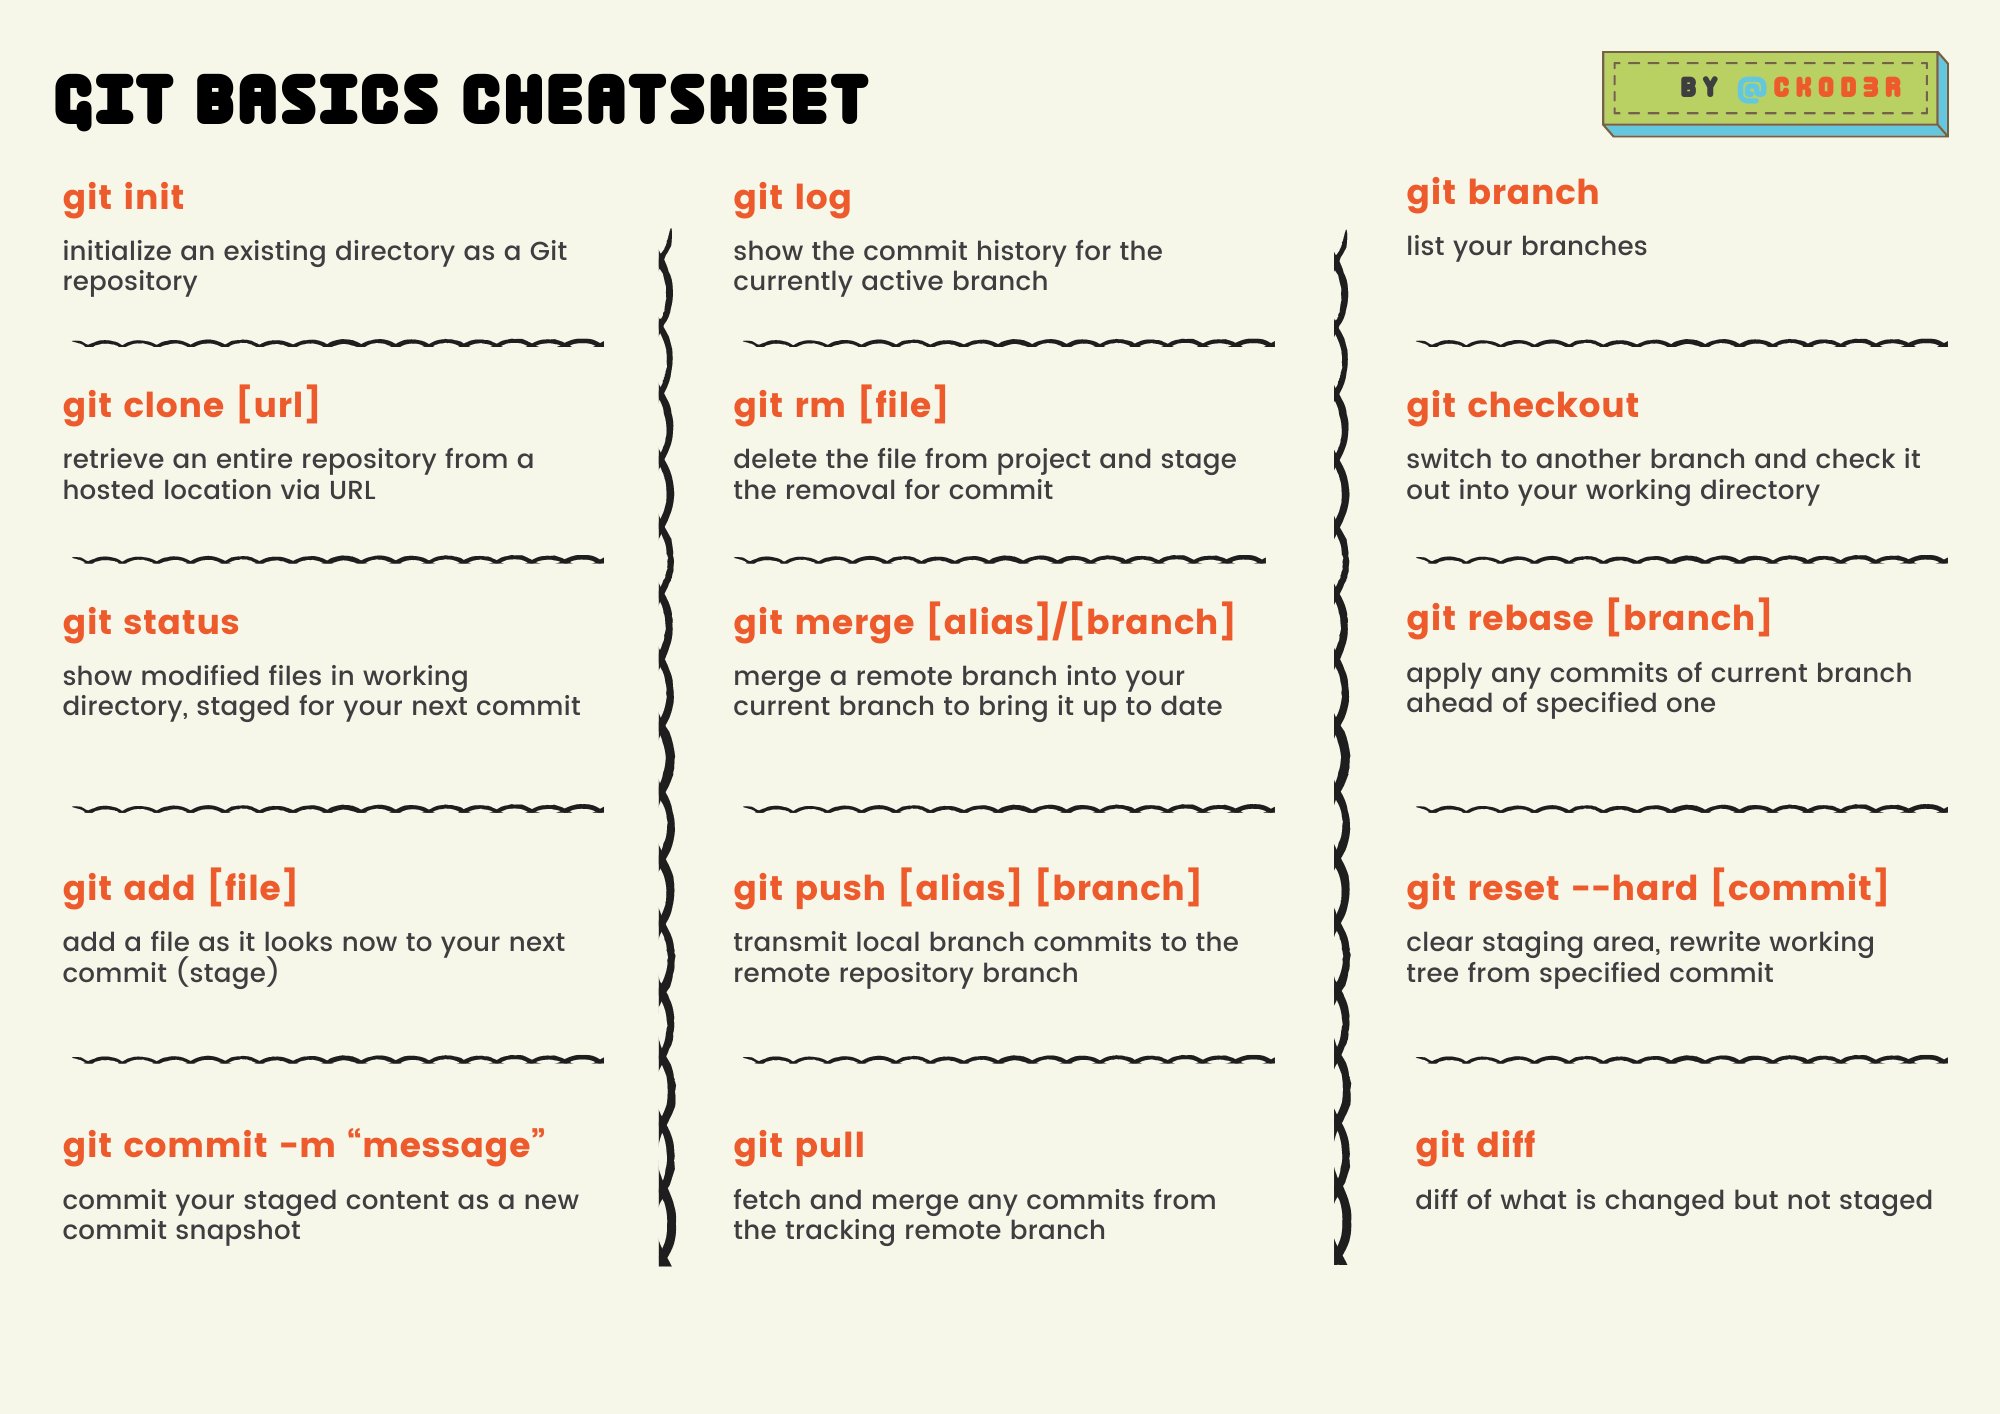 GIT BASICS CHEATSHEET
BY @CKOD3R
git init
initialize an existing directory as a Git
repository
git clone [url]
retrieve an entire repository from a
hosted location via URL
git status
show modified files in working
directory, staged for your next commit
git add [file]
add a file as it looks now to your next
commit (stage)
git commit -m “message”
commit your staged content as a new
commit snapshot
git log
show the commit history for the
currently active branch
git rm [file]
delete the file from project and stage
the removal for commit
git merge [alias]/[branch]
merge a remote branch into your
current branch to bring it up to date
git push [alias] [branch]
transmit local branch commits to the
remote repository branch
git pull
fetch and merge any commits from
the tracking remote branch
git branch
list your branches
git checkout
switch to another branch and check it
out into your working directory
git rebase [branch]
apply any commits of current branch
ahead of specified one
git reset --hard [commit]
clear staging area, rewrite working
tree from specified commit
git diff
diff of what is changed but not staged